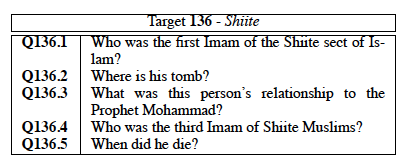 Target 136 - Shiite
Q136.1 Who was the first Imam of the Shiite sect of Is-
lam?
Q136.2 Where is his tomb?
Q136.3 What was this person's relationship to the
Prophet Mohammad?
Q136.4 Who was the third Imam of Shiite Muslims?
Q136.5 When did he die?